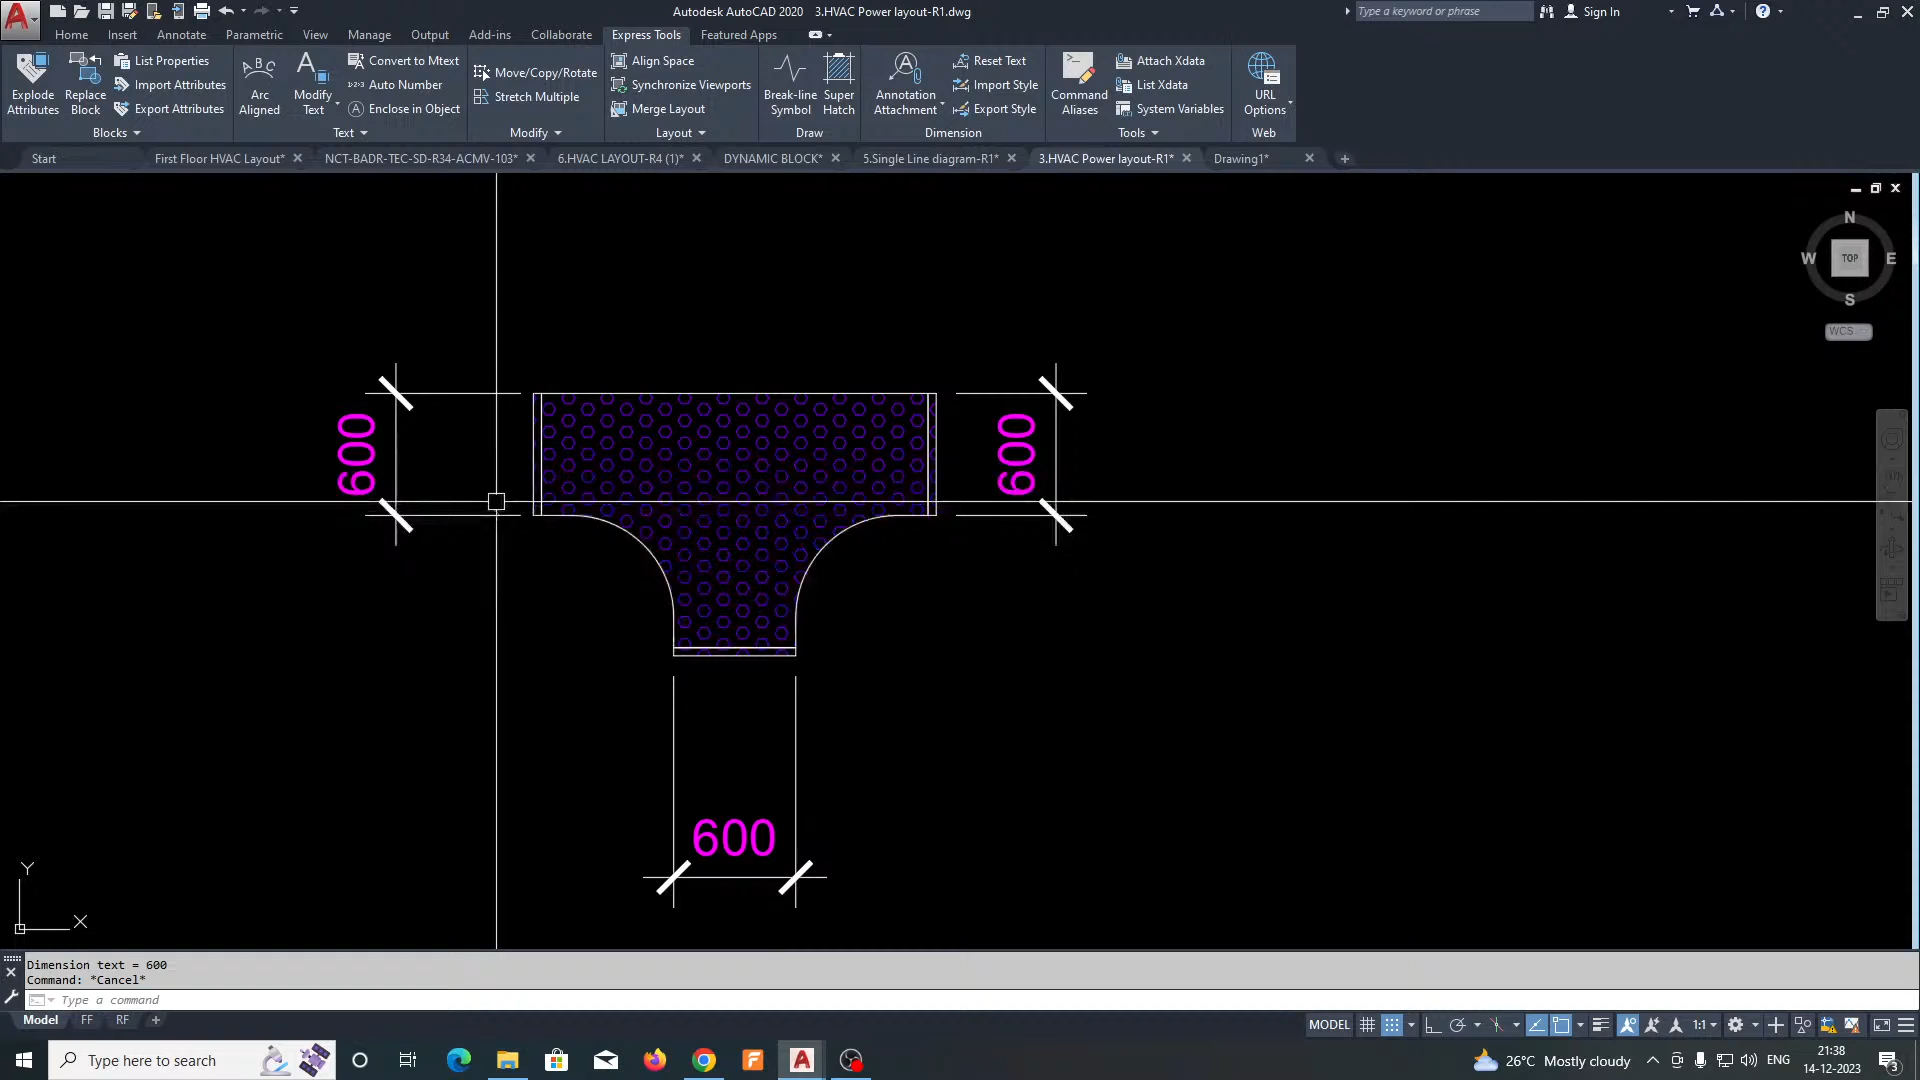 Autodesk AutoCAD 2020 3.HVAC Power layout-R1.dwg
Type a keyword or phrase
Sign In
Home Insert Annotate Parametric View Manage Output Add-ins Collaborate Express Tools Featured Apps
Explode Attributes
Replace Block
List Properties
Import Attributes
Export Attributes
Blocks
Arc Aligned
Modify Text
Convert to Mtext
Auto Number
Enclose in Object
Text
Move/Copy/Rotate
Stretch Multiple
Modify
Align Space
Synchronize Viewports
Merge Layout
Layout
Break-line Symbol
Super Hatch
Draw
Annotation Attachment
Reset Text
Import Style
Export Style
Dimension
Command Aliases
Attach Xdata
List Xdata
System Variables
Tools
URL Options
Web
Start First Floor HVAC Layout* NCT-BADR-TEC-SD-R34-ACMV-103* 6.HVAC LAYOUT-R4 (1)* DYNAMIC BLOCK* 5.Single Line diagram-R1* 3.HVAC Power layout-R1* Drawing1*
N
W TOP E
S
WCS
600
600
600
Y
X
Dimension text = 600
Command: *Cancel*
Type a command
Model FF RF
MODEL 1:1
Type here to search
26°C Mostly cloudy
ENG
21:38
14-12-2023
3